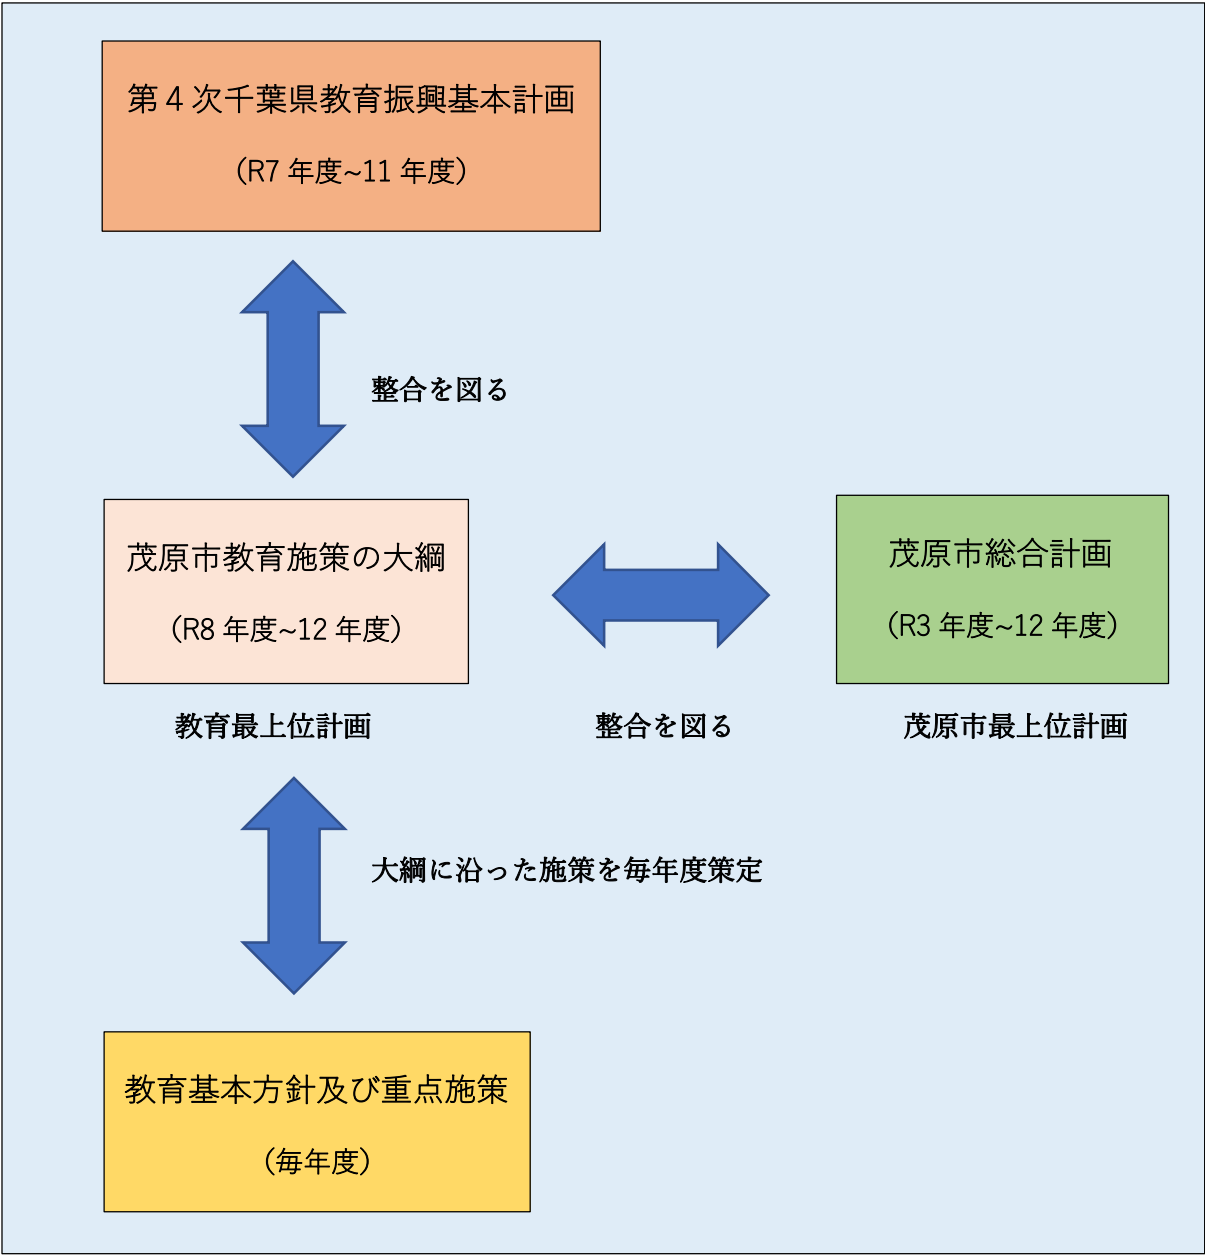 第4次千葉県教育振興基本計画
（R7 年度~11 年度）
整合を図る
茂原市教育施策の大綱
（R8 年度~12 年度）
教育最上位計画
整合を図る
茂原市総合計画
（R3 年度~12 年度）
茂原市最上位計画
大綱に沿った施策を毎年度策定
教育基本方針及び重点施策
（毎年度）